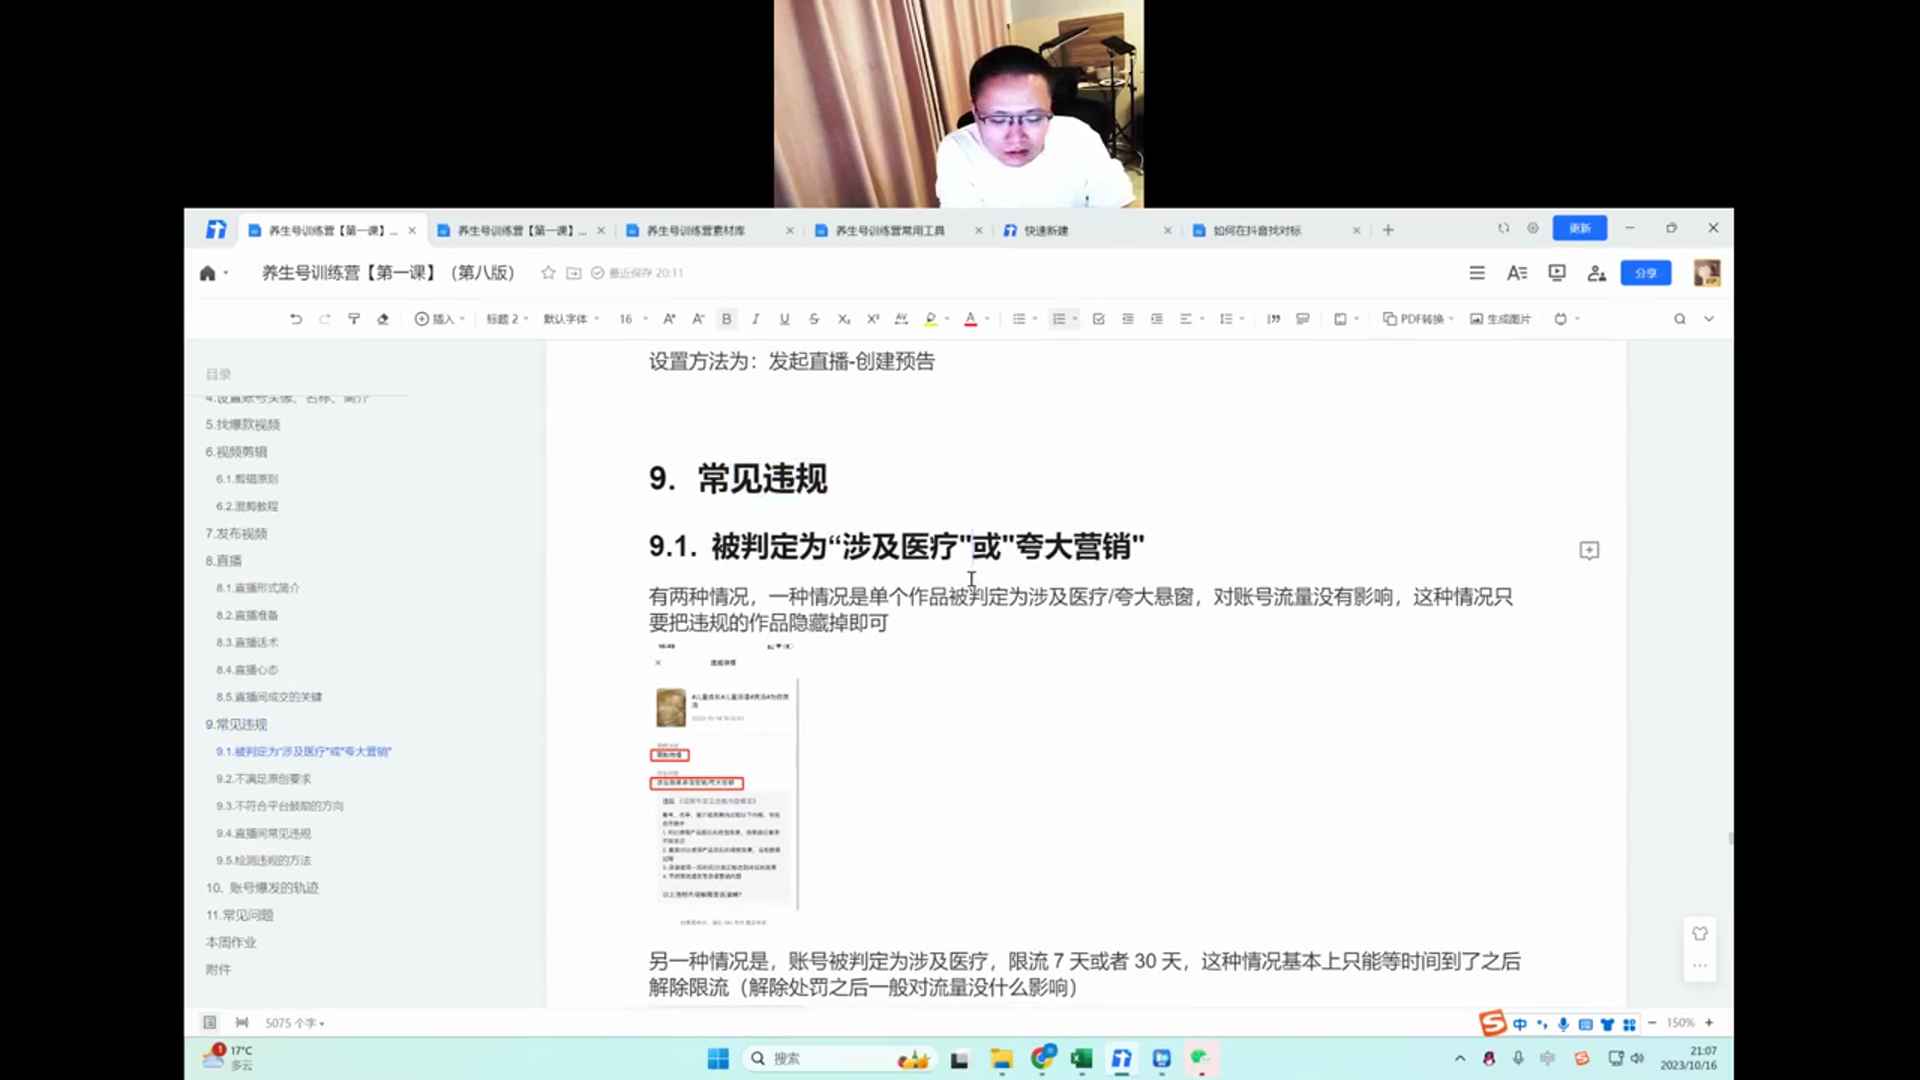 养生号训练营【第一课】...
养生号训练营【第一课】...
养生号训练营素材库
养生号训练营常用工具
快速新建
如何在抖音找对标
更新
养生号训练营【第一课】（第八版）
最近保存 20:11
分享
插入
标题 2
默认字体
16
PDF转换
生成图片
目录
4.设置账号头像、名称、简介
5.找爆款视频
6.视频剪辑
6.1.剪辑原则
6.2.混剪教程
7.发布视频
8.直播
8.1.直播形式简介
8.2.直播准备
8.3.直播话术
8.4.直播心态
8.5.直播间成交的关键
9.常见违规
9.1.被判定为“涉及医疗"或"夸大营销"
9.2.不满足原创要求
9.3.不符合平台鼓励的方向
9.4.直播间常见违规
9.5.检测违规的方法
10. 账号爆发的轨迹
11.常见问题
本周作业
附件
设置方法为：发起直播-创建预告
9. 常见违规
9.1. 被判定为“涉及医疗"或"夸大营销"
有两种情况，一种情况是单个作品被判定为涉及医疗/夸大悬窗，对账号流量没有影响，这种情况只
要把违规的作品隐藏掉即可
16:49
违规详情
另一种情况是，账号被判定为涉及医疗，限流 7 天或者 30 天，这种情况基本上只能等时间到了之后
解除限流（解除处罚之后一般对流量没什么影响）
5075 个字
中
150%
17°C
多云
搜索
21:07
2023/10/16